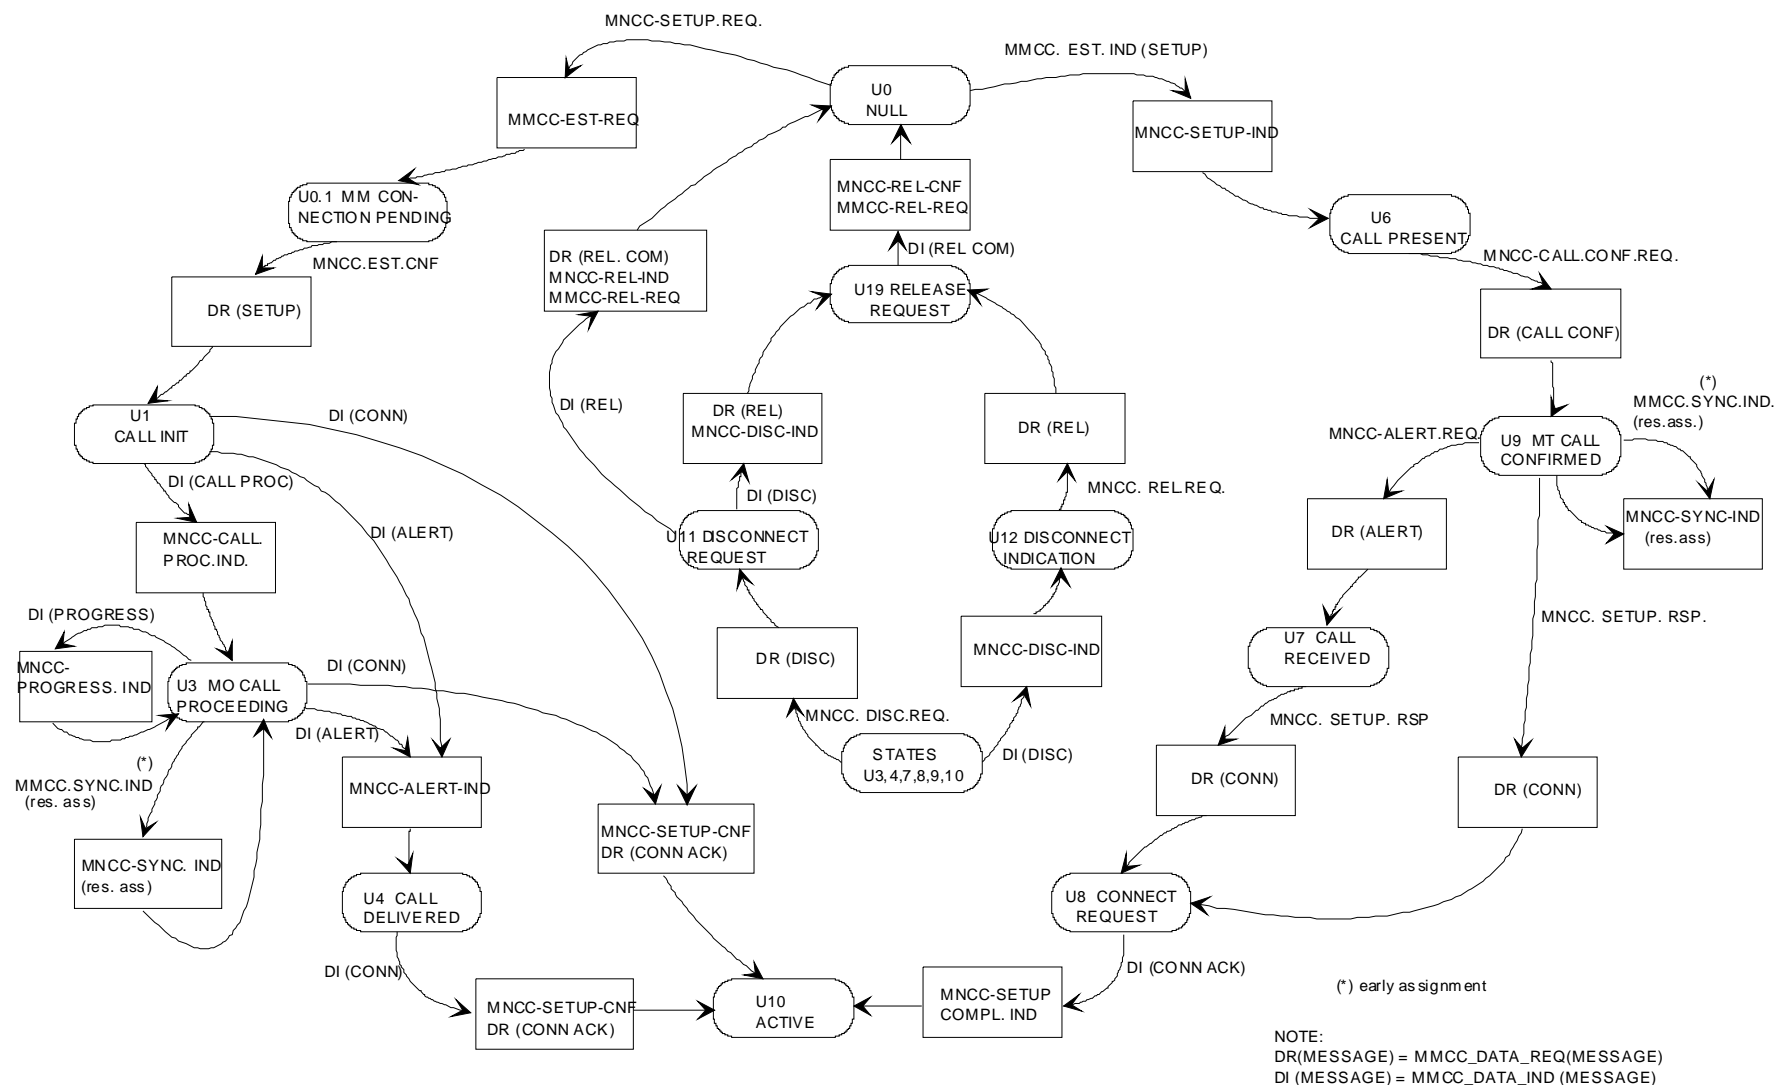 MNCC-SETUP.REQ.
MMCC. EST. IND (SETUP)
U0
NULL
MMCC-EST-REQ
MNCC-SETUP-IND
U0.1 MM CON-
NECTION PENDING
MNCC.EST.CNF
MNCC-REL-CNF
MMCC-REL-REQ
U6
CALL PRESENT
DR (REL. COM)
MNCC-REL-IND
MMCC-REL-REQ
DI (REL COM)
MNCC-CALL.CONF.REQ.
U19 RELEASE
REQUEST
DR (SETUP)
DR (CALL CONF)
U1
CALL INIT
DI (CONN)
DI (REL)
DR (REL)
MNCC-DISC-IND
DR (REL)
(*)
MMCC.SYNC.IND.
(res.ass.)
MNCC-ALERT.REQ.
U9 MT CALL
CONFIRMED
DI (CALL PROC)
DI (DISC)
MNCC. REL.REQ.
MNCC-CALL.
PROC.IND.
DI (ALERT)
U11 DISCONNECT
REQUEST
U12 DISCONNECT
INDICATION
DR (ALERT)
MNCC-SYNC-IND
(res.ass)
DI (PROGRESS)
MNCC-
PROGRESS. IND
U3 MO CALL
PROCEEDING
DI (CONN)
DI (ALERT)
DR (DISC)
MNCC-DISC-IND
U7 CALL
RECEIVED
MNCC. SETUP. RSP.
MNCC. DISC.REQ.
DI (DISC)
MNCC. SETUP. RSP
STATES
U3,4,7,8,9,10
(*)
MMCC.SYNC.IND
(res. ass)
MNCC-ALERT-IND
DR (CONN)
DR (CONN)
MNCC-SYNC. IND
(res. ass)
MNCC-SETUP-CNF
DR (CONN ACK)
U4 CALL
DELIVERED
U8 CONNECT
REQUEST
DI (CONN)
DI (CONN ACK)
MNCC-SETUP-CNF
DR (CONN ACK)
U10
ACTIVE
MNCC-SETUP
COMPL. IND
(*) early assignment
NOTE:
DR(MESSAGE) = MMCC_DATA_REQ(MESSAGE)
DI (MESSAGE) = MMCC_DATA_IND (MESSAGE)